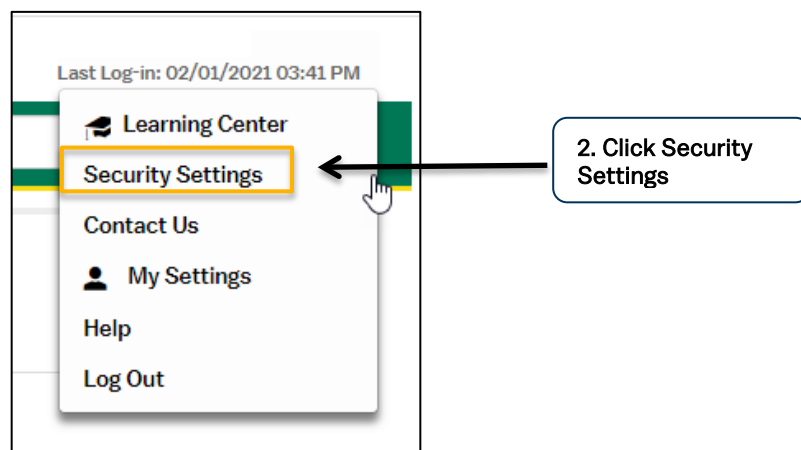 Last Log-in: 02/01/2021 03:41 PM
Learning Center
Security Settings
Contact Us
My Settings
Help
Log Out
2. Click Security
Settings